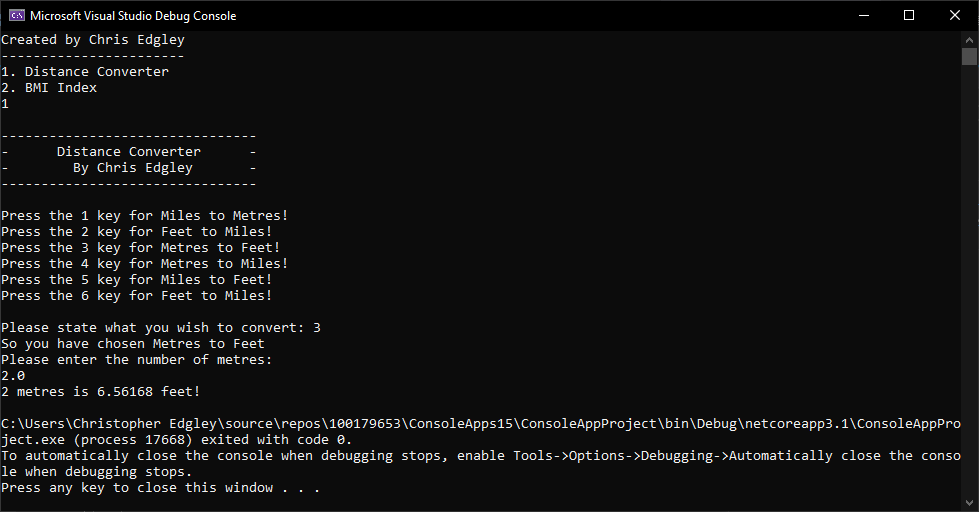 Microsoft Visual Studio Debug Console
Created by Chris Edgley
-----------------------
1. Distance Converter
2. BMI Index
1
--------------------------------
-      Distance Converter      -
-        By Chris Edgley       -
--------------------------------
Press the 1 key for Miles to Metres!
Press the 2 key for Feet to Miles!
Press the 3 key for Metres to Feet!
Press the 4 key for Metres to Miles!
Press the 5 key for Miles to Feet!
Press the 6 key for Feet to Miles!
Please state what you wish to convert: 3
So you have chosen Metres to Feet
Please enter the number of metres:
2.0
2 metres is 6.56168 feet!
C:\Users\Christopher Edgley\source\repos\100179653\ConsoleApps15\ConsoleAppProject\bin\Debug\netcoreapp3.1\ConsoleAppPro
ject.exe (process 17668) exited with code 0.
To automatically close the console when debugging stops, enable Tools->Options->Debugging->Automatically close the conso
le when debugging stops.
Press any key to close this window . . .